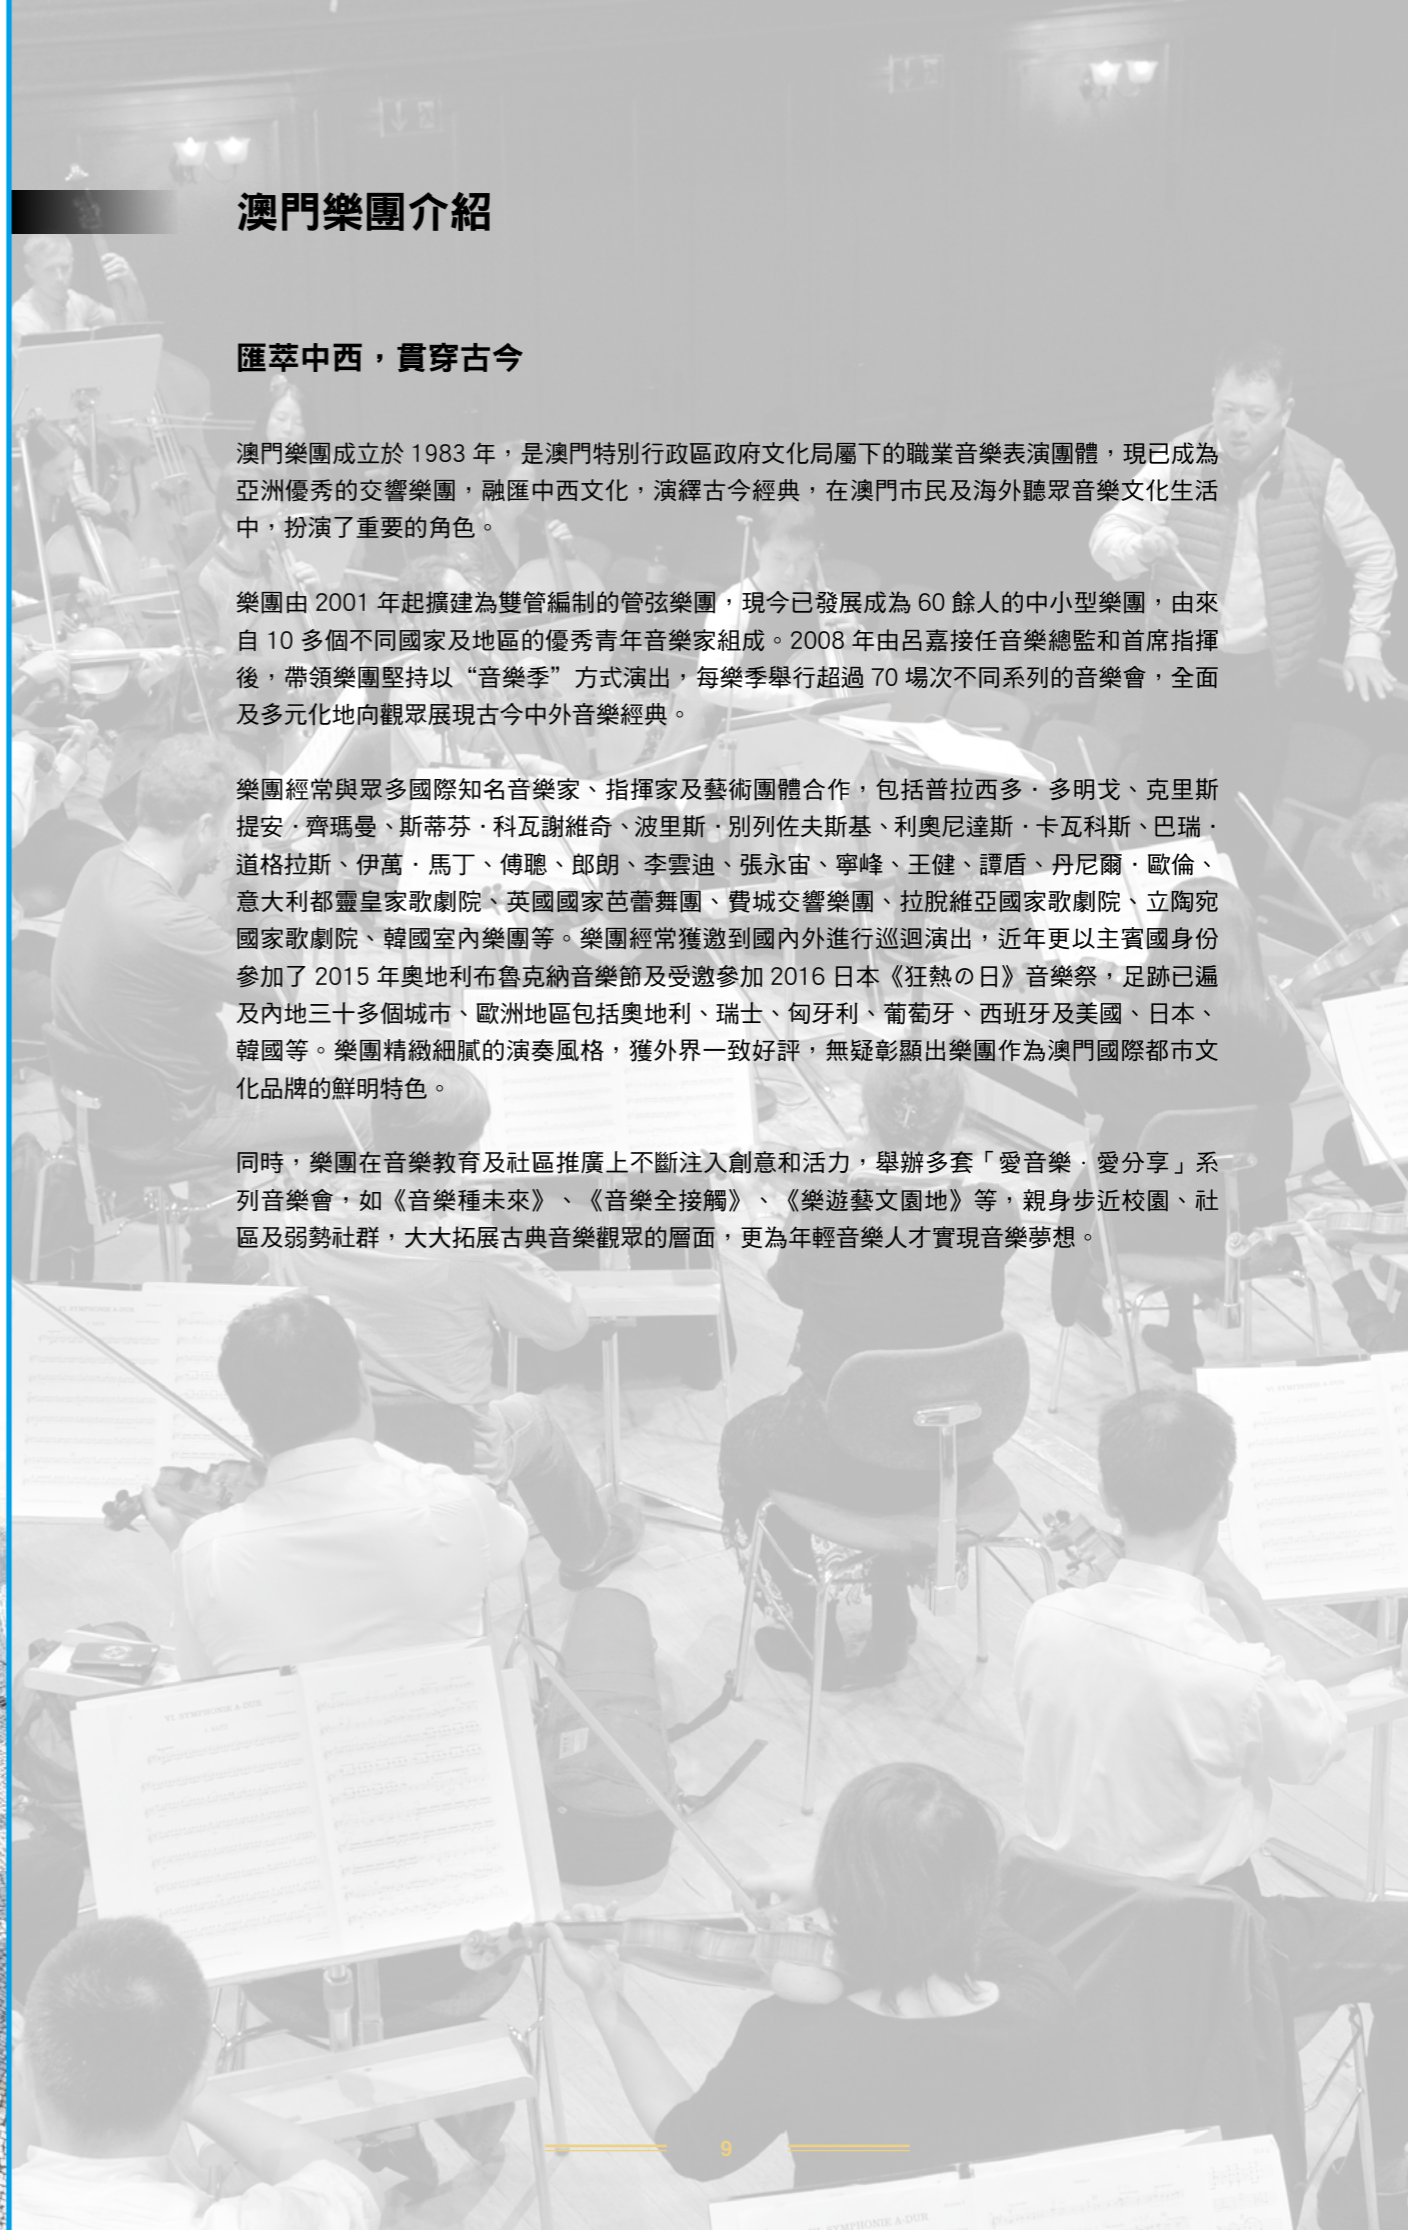 澳門樂團介紹
匯萃中西，貫穿古今
澳門樂團成立於 1983 年，是澳門特別行政區政府文化局屬下的職業音樂表演團體，現已成為
亞洲優秀的交響樂團，融匯中西文化，演繹古今經典，在澳門市民及海外聽眾音樂文化生活
中，扮演了重要的角色。
樂團由 2001 年起擴建為雙管編制的管弦樂團，現今已發展成為 60 餘人的中小型樂團，由來
自 10 多個不同國家及地區的優秀青年音樂家組成。2008 年由呂嘉接任音樂總監和首席指揮
後，帶領樂團堅持以“音樂季”方式演出，每樂季舉行超過 70 場次不同系列的音樂會，全面
及多元化地向觀眾展現古今中外音樂經典。
樂團經常與眾多國際知名音樂家、指揮家及藝術團體合作，包括普拉西多‧多明戈、克里斯
提安‧齊瑪曼、斯蒂芬‧科瓦謝維奇、波里斯‧別列佐夫斯基、利奧尼達斯‧卡瓦科斯、巴瑞‧
道格拉斯、伊萬‧馬丁、傅聰、郎朗、李雲迪、張永宙、寧峰、王健、譚盾、丹尼爾‧歐倫、
意大利都靈皇家歌劇院、英國國家芭蕾舞團、費城交響樂團、拉脫維亞國家歌劇院、立陶宛
國家歌劇院、韓國室內樂團等。樂團經常獲邀到國內外進行巡迴演出，近年更以主賓國身份
參加了 2015 年奧地利布魯克納音樂節及受邀參加 2016 日本《狂熱の日》音樂祭，足跡已遍
及內地三十多個城市、歐洲地區包括奧地利、瑞士、匈牙利、葡萄牙、西班牙及美國、日本、
韓國等。樂團精緻細膩的演奏風格，獲外界一致好評，無疑彰顯出樂團作為澳門國際都市文
化品牌的鮮明特色。
同時，樂團在音樂教育及社區推廣上不斷注入創意和活力，舉辦多套「愛音樂‧愛分享」系
列音樂會，如《音樂種未來》、《音樂全接觸》、《樂遊藝文園地》等，親身步近校園、社
區及弱勢社群，大大拓展古典音樂觀眾的層面，更為年輕音樂人才實現音樂夢想。
VI. SYMPHONIE A-DUR
9